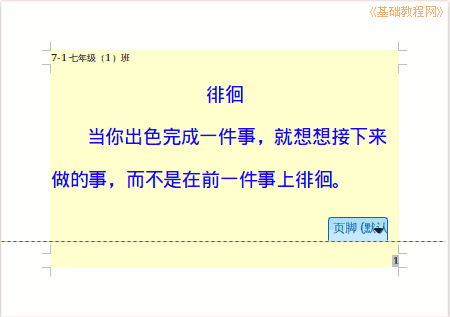 《基础教程网》
7-1 七年级（1）班
徘徊
当你出色完成一件事，就想想接下来
做的事，而不是在前一件事上徘徊。
页脚 (默认
1